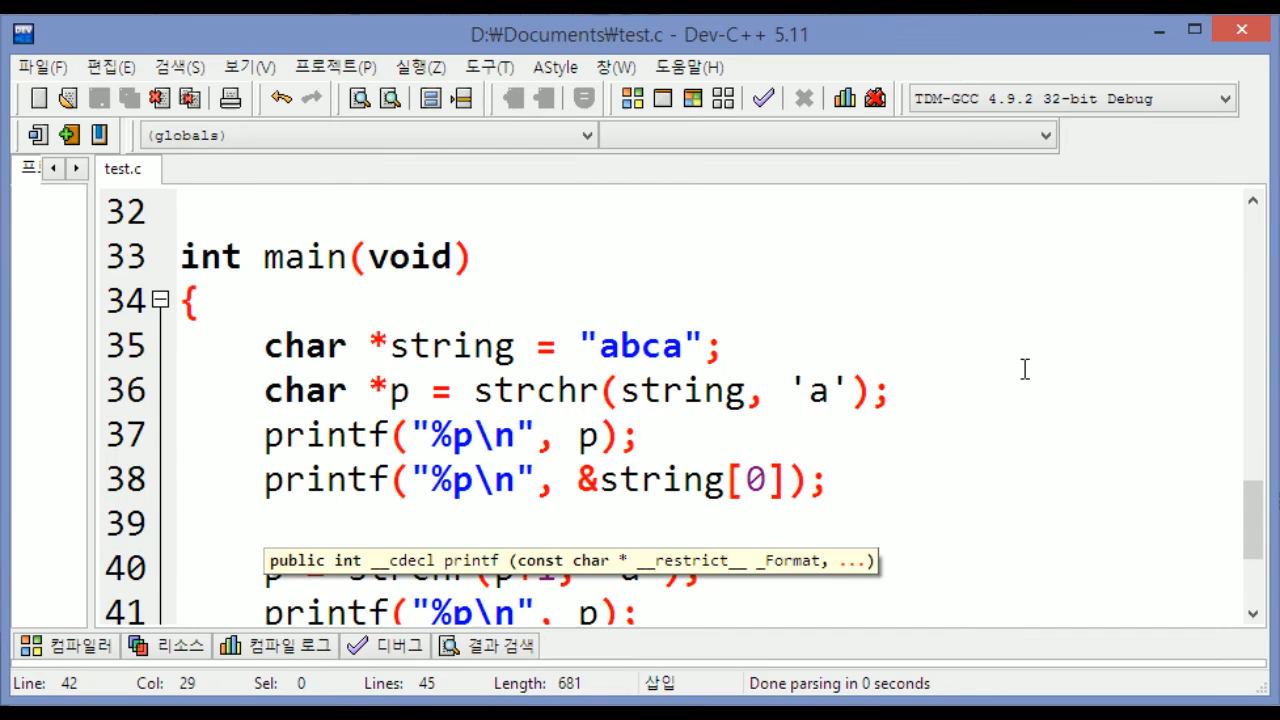 D:\Documents\test.c - Dev-C++ 5.11
파일(F) 편집(E) 검색(S) 보기(V) 프로젝트(P) 실행(Z) 도구(T) AStyle 창(W) 도움말(H)
TDM-GCC 4.9.2 32-bit Debug
(globals)
test.c
32
33 int main(void)
34 {
35 char *string = "abca";
36 char *p = strchr(string, 'a');
37 printf("%p\n", p);
38 printf("%p\n", &string[0]);
39
public int __cdecl printf (const char * __restrict__ _Format, ...)
40 p = strchr(p+1, 'a');
41 printf("%p\n", p);
컴파일러 리소스 컴파일 로그 디버그 결과 검색
Line: 42 Col: 29 Sel: 0 Lines: 45 Length: 681 삽입 Done parsing in 0 seconds